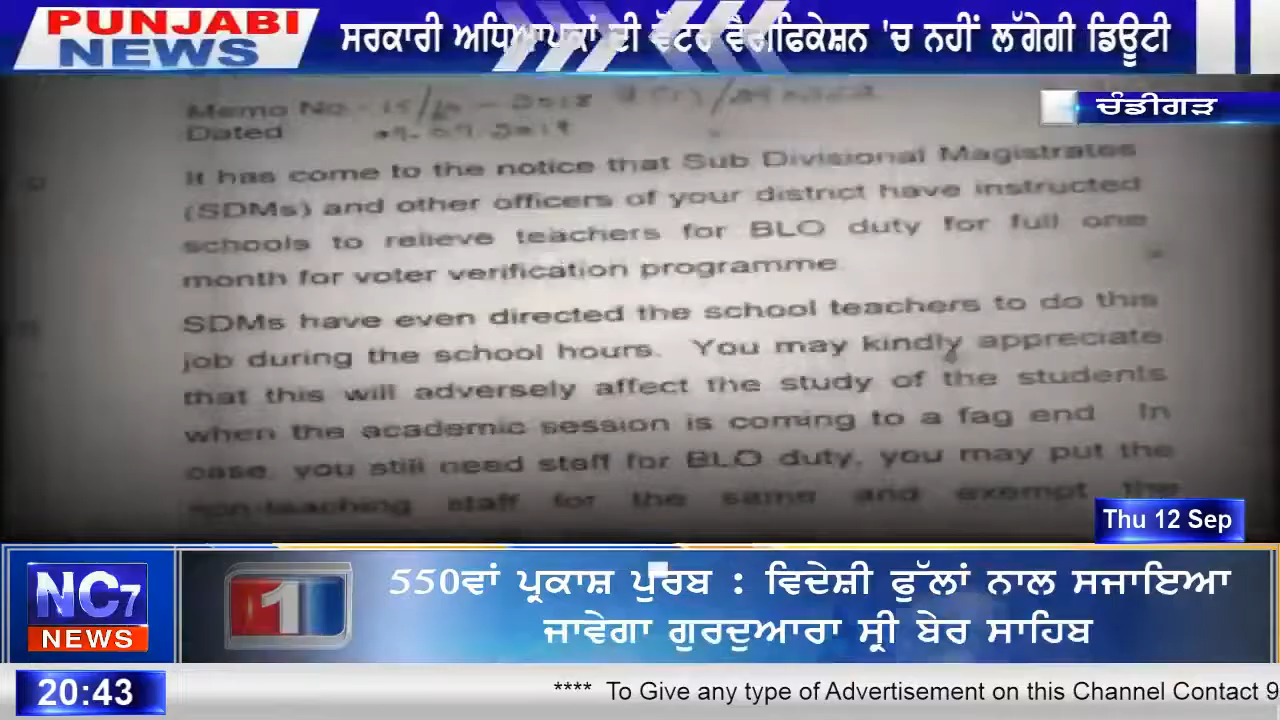 PUNJABI
NEWS
ਸਰਕਾਰੀ ਅਧਿਆਪਕਾਂ ਦੀ ਵੋਟਰ ਵੈਰੀਫਿਕੇਸ਼ਨ 'ਚ ਨਹੀਂ ਲੱਗੇਗੀ ਡਿਊਟੀ
ਚੰਡੀਗੜ
Memo No.
Dated
It has come to the notice that Sub Divisional Magistrates
(SDMs) and other officers of your district have instructed
schools to relieve teachers for BLO duty for full one
month for voter verification programme.
SDMs have even directed the school teachers to do this
job during the school hours. You may kindly appreciate
that this will adversely affect the study of the students
when the academic session is coming to a fag end. In
case, you still need staff for BLO duty, you may put the
non-teaching staff for the same and exempt the
Thu 12 Sep
NC7
NEWS
1
550ਵਾਂ ਪ੍ਰਕਾਸ਼ ਪੁਰਬ : ਵਿਦੇਸ਼ੀ ਫੁੱਲਾਂ ਨਾਲ ਸਜਾਇਆ
ਜਾਵੇਗਾ ਗੁਰਦੁਆਰਾ ਸ੍ਰੀ ਬੇਰ ਸਾਹਿਬ
20:43
**** To Give any type of Advertisement on this Channel Contact 9